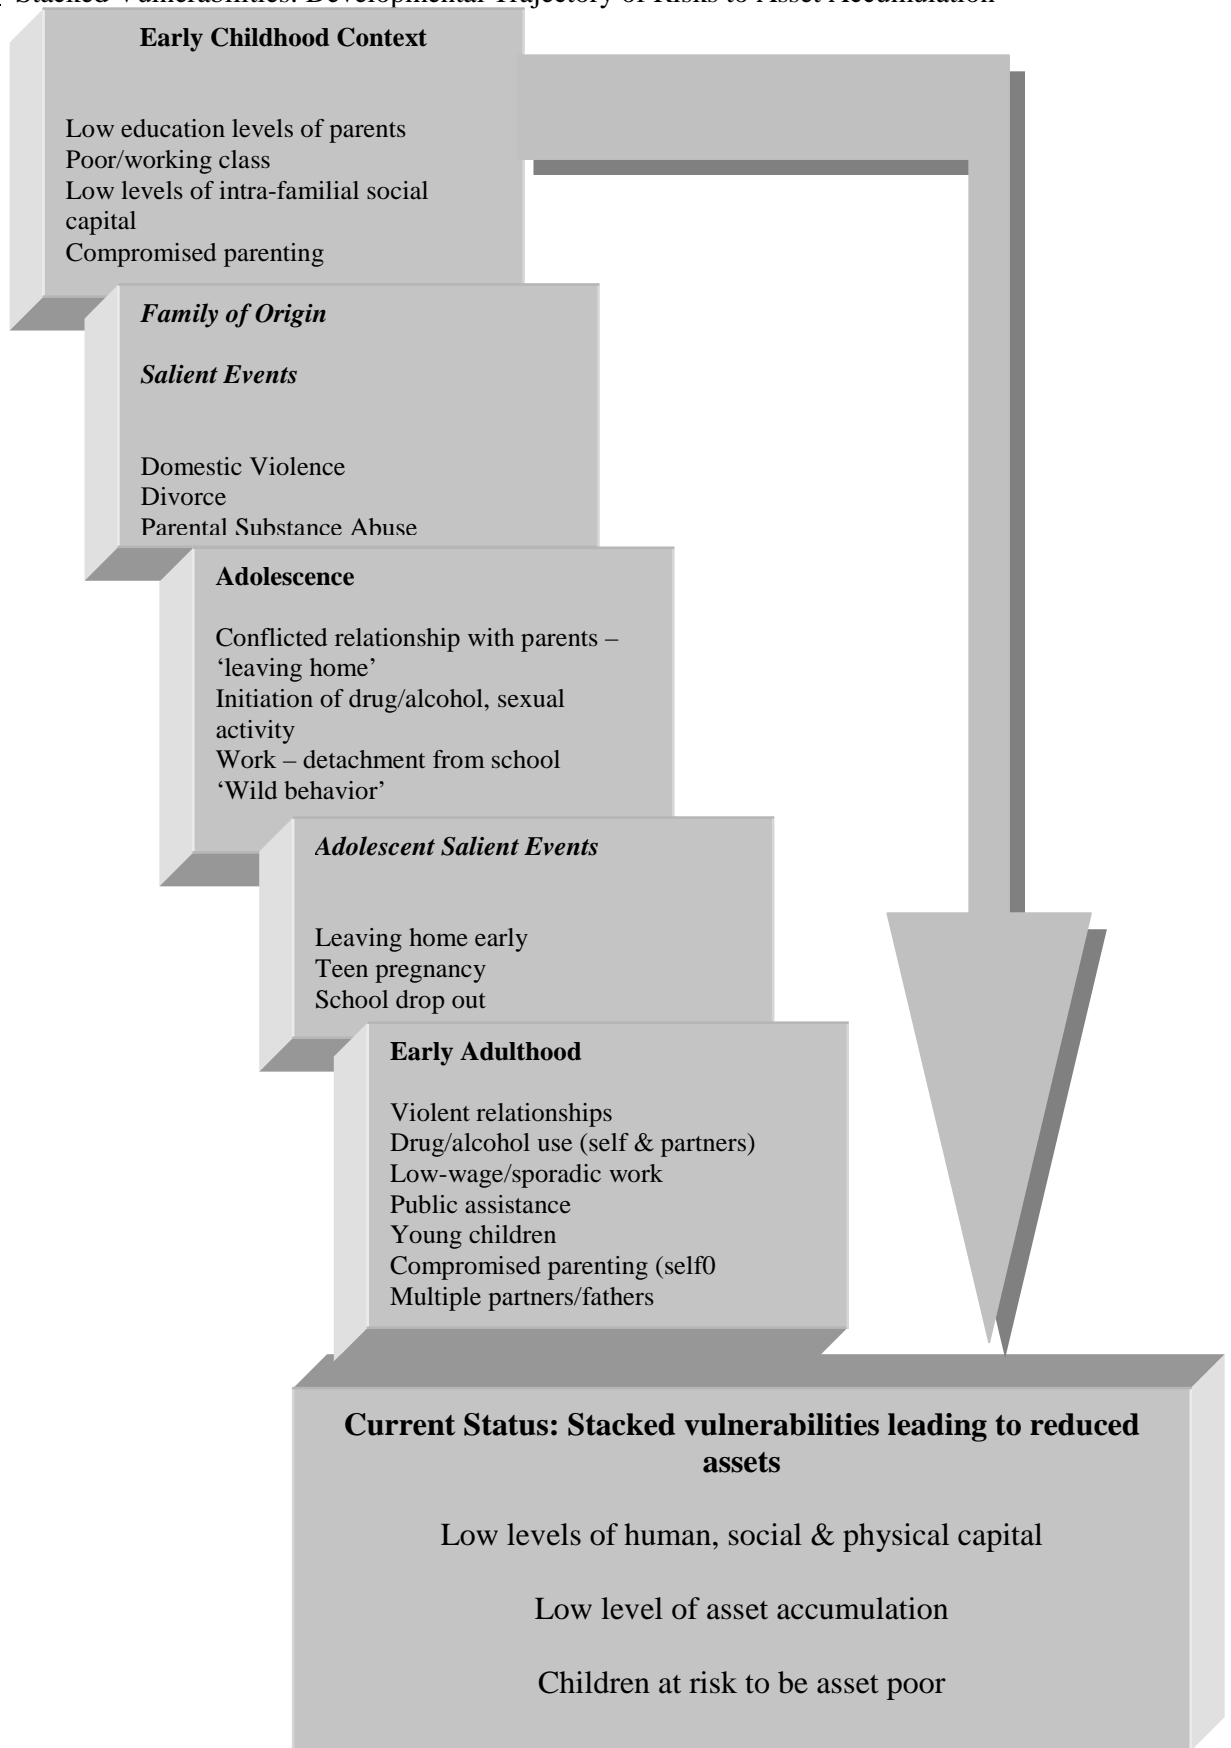 Stacked Vulnerabilities: Developmental Trajectory of Risks to Asset Accumulation
Early Childhood Context
Low education levels of parents
Poor/working class
Low levels of intra-familial social
capital
Compromised parenting
Family of Origin
Salient Events
Domestic Violence
Divorce
Parental Substance Abuse
Adolescence
Conflicted relationship with parents –
‘leaving home’
Initiation of drug/alcohol, sexual
activity
Work – detachment from school
‘Wild behavior’
Adolescent Salient Events
Leaving home early
Teen pregnancy
School drop out
Early Adulthood
Violent relationships
Drug/alcohol use (self & partners)
Low-wage/sporadic work
Public assistance
Young children
Compromised parenting (self0
Multiple partners/fathers
Current Status: Stacked vulnerabilities leading to reduced
assets
Low levels of human, social & physical capital
Low level of asset accumulation
Children at risk to be asset poor